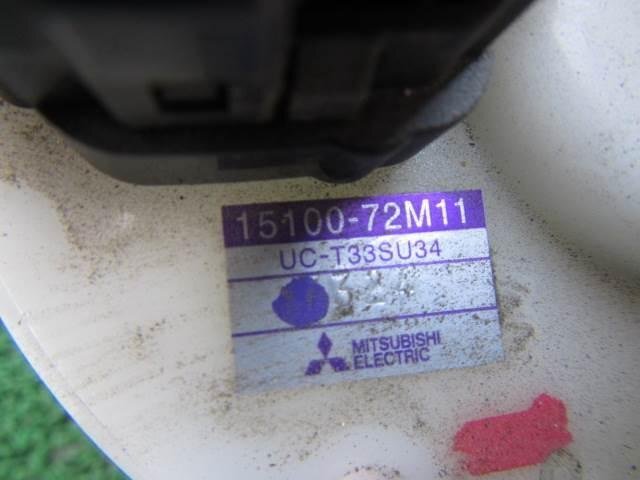 15100-72M11
UC-T33SU34
MITSUBISHI
ELECTRIC